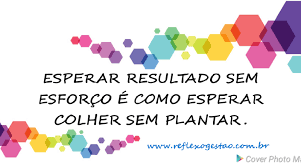 ESPERAR RESULTADO SEM
ESFORÇO É COMO ESPERAR
COLHER SEM PLANTAR.
www.reflexogestao.com.br
Cover Photo M